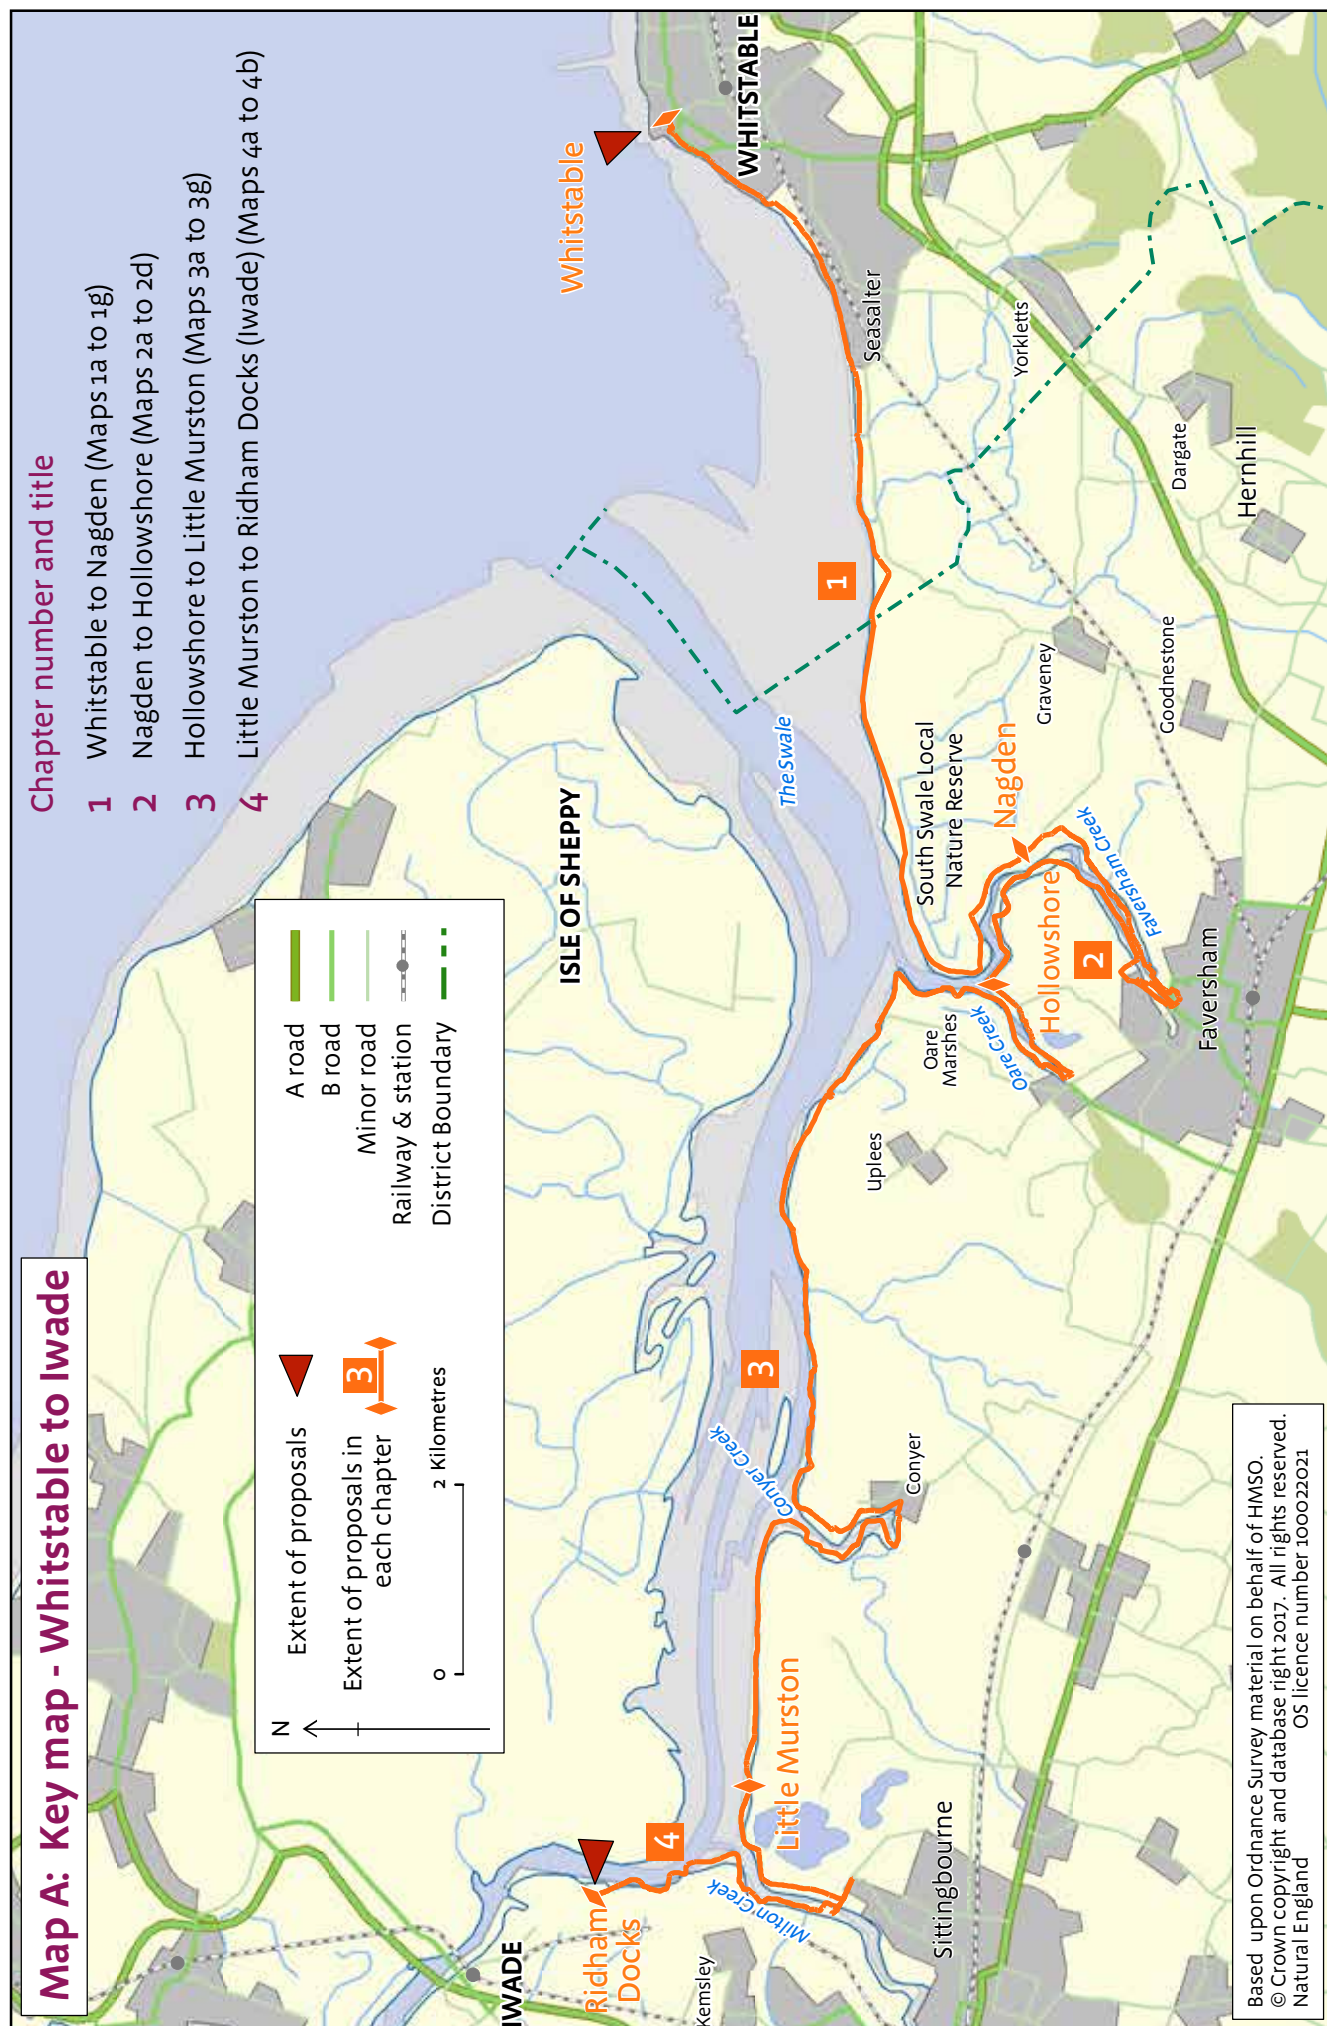 Map A: Key map - Whitstable to Iwade
Chapter number and title
1 Whitstable to Nagden (Maps 1a to 1g)
2 Nagden to Hollowshore (Maps 2a to 2d)
3 Hollowshore to Little Murston (Maps 3a to 3g)
4 Little Murston to Ridham Docks (Iwade) (Maps 4a to 4b)
N
Extent of proposals
Extent of proposals in
each chapter
3
0 2 Kilometres
A road
B road
Minor road
Railway & station
District Boundary
ISLE OF SHEPPY
Whitstable
WHITSTABLE
The Swale
Seasalter
1
Yorkletts
South Swale Local
Nature Reserve
Nagden
Graveney
Dargate
Hernhill
Goodnestone
Faversham Creek
Hollowshore
2
Faversham
Oare
Marshes
Oare Creek
Uplees
3
Conyer Creek
Conyer
Little Murston
4
Ridham
Docks
IWADE
Milton Creek
Kemsley
Sittingbourne
Based upon Ordnance Survey material on behalf of HMSO.
© Crown copyright and database right 2017. All rights reserved.
Natural England OS licence number 100022021